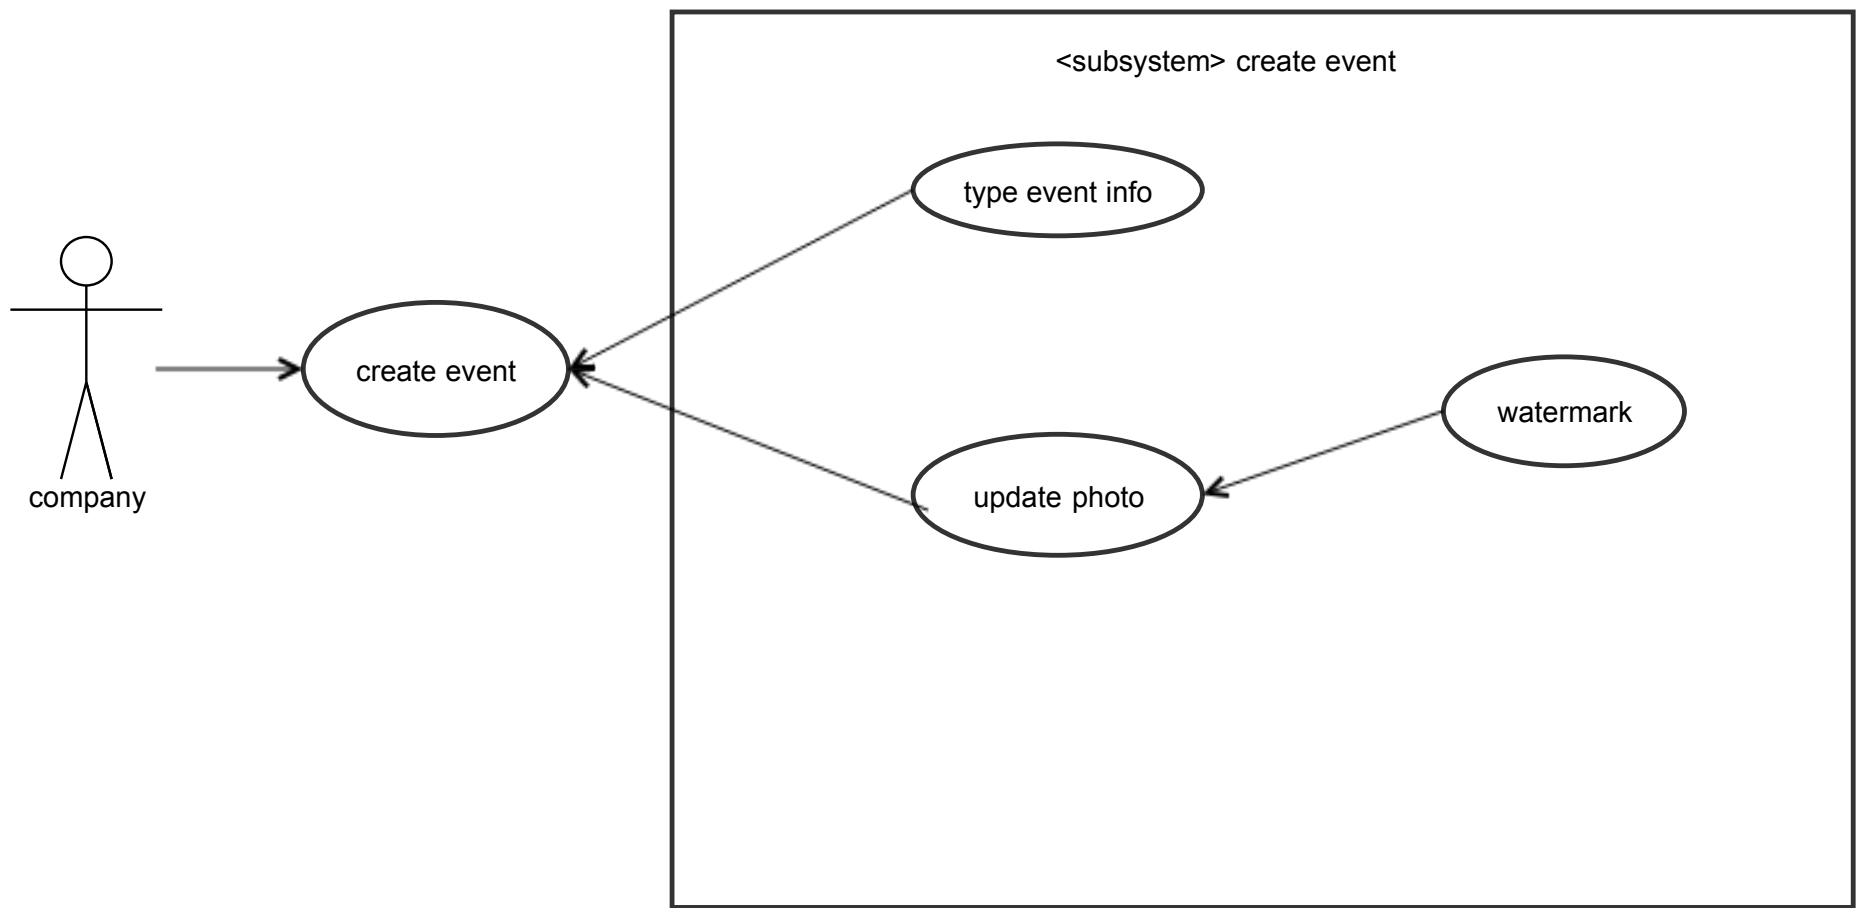 <subsystem> create event
type event info
create event
watermark
update photo
company